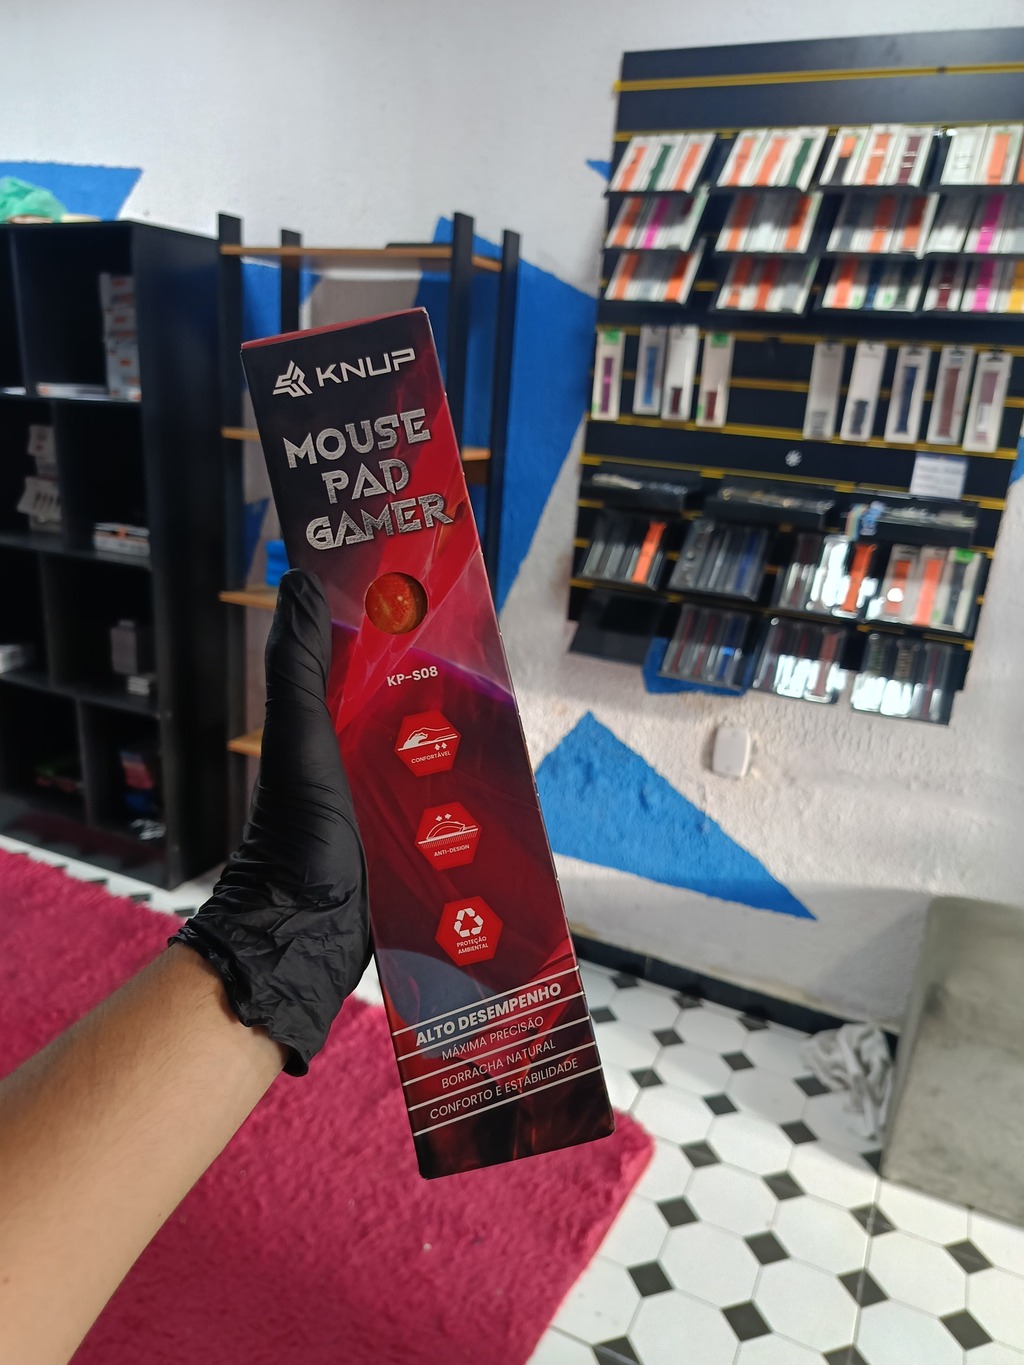 KNUP
MOUSE
PAD
GAMER
KP-S08
CONFORTÁVEL
ANTI-DESIGN
PROTEÇÃO
AMBIENTAL
ALTO DESEMPENHO
MÁXIMA PRECISÃO
BORRACHA NATURAL
CONFORTO E ESTABILIDADE